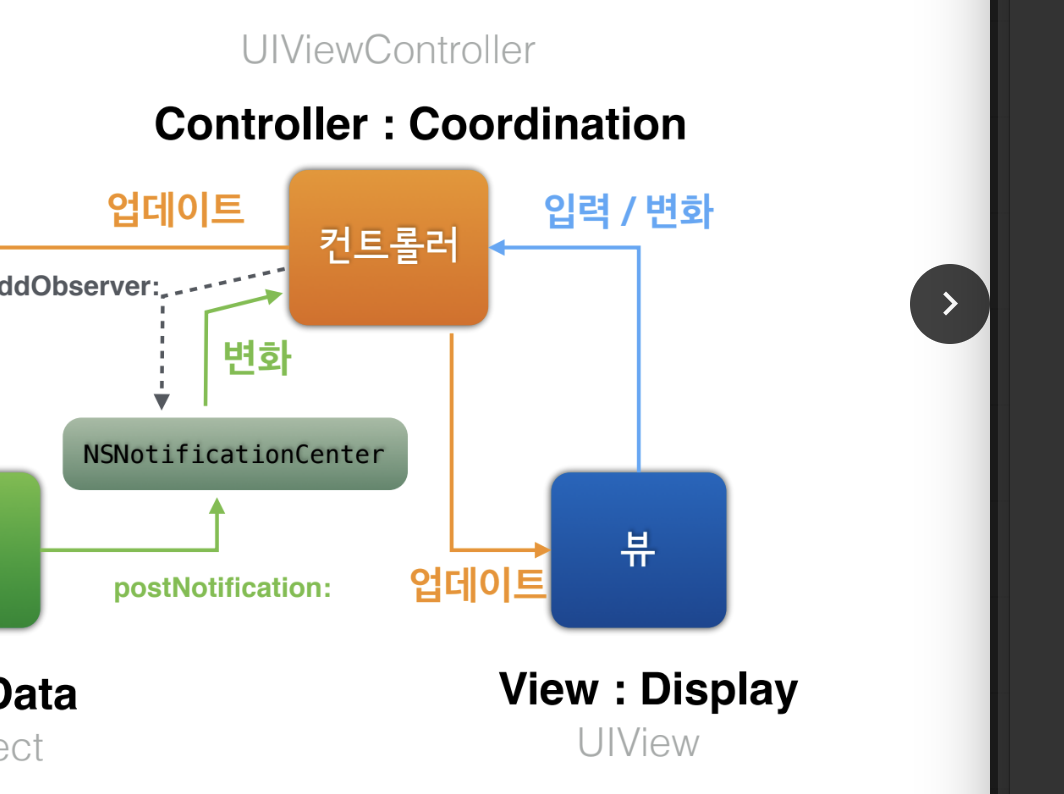 UIViewController
Controller : Coordination
업데이트
입력 / 변화
컨트롤러
ddObserver:
변화
NSNotificationCenter
뷰
postNotification:
업데이트
Data
View : Display
ect
UIView